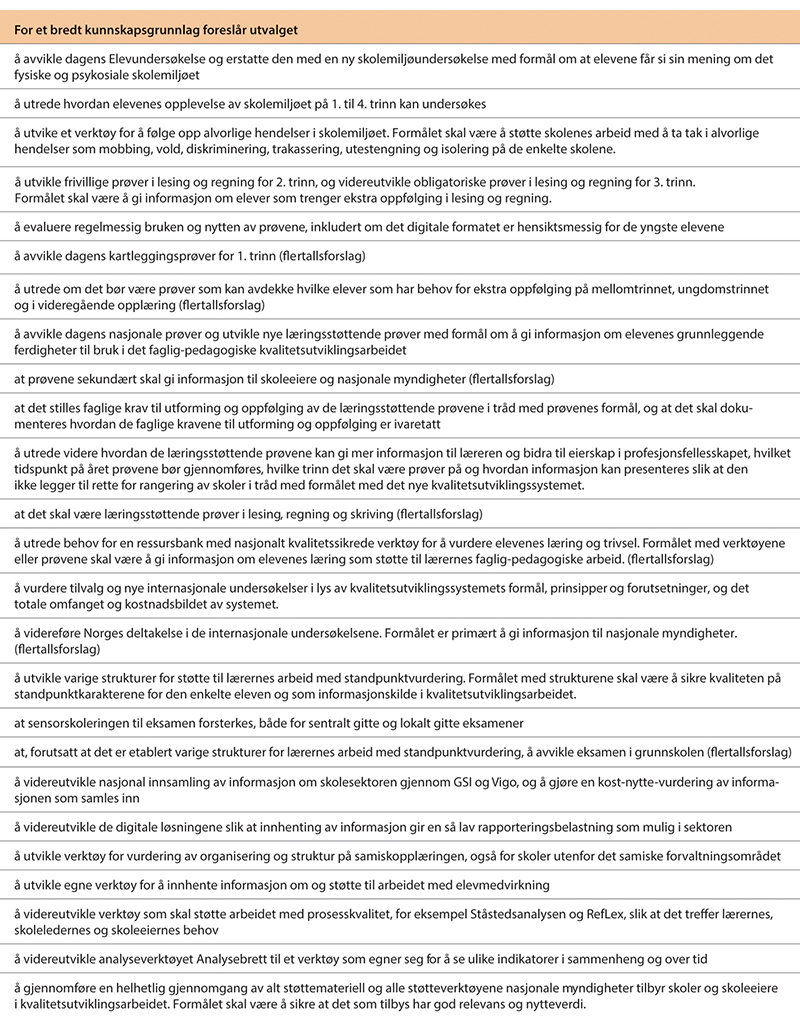 For et bredt kunnskapsgrunnlag foreslår utvalget
å avvikle dagens Elevundersøkelse og erstatte den med en ny skolemiljøundersøkelse med formål om at elevene får si sin mening om det
fysiske og psykososiale skolemiljøet
å utrede hvordan elevenes opplevelse av skolemiljøet på 1. til 4. trinn kan undersøkes
å utvike et verktøy for å følge opp alvorlige hendelser i skolemiljøet. Formålet skal være å støtte skolenes arbeid med å ta tak i alvorlige
hendelser som mobbing, vold, diskriminering, trakassering, utestengning og isolering på de enkelte skolene.
å utvikle frivillige prøver i lesing og regning for 2. trinn, og videreutvikle obligatoriske prøver i lesing og regning for 3. trinn.
Formålet skal være å gi informasjon om elever som trenger ekstra oppfølging i lesing og regning.
å evaluere regelmessig bruken og nytten av prøvene, inkludert om det digitale formatet er hensiktsmessig for de yngste elevene
å avvikle dagens kartleggingsprøver for 1. trinn (flertallsforslag)
å utrede om det bør være prøver som kan avdekke hvilke elever som har behov for ekstra oppfølging på mellomtrinnet, ungdomstrinnet
og i videregående opplæring (flertallsforslag)
å avvikle dagens nasjonale prøver og utvikle nye læringsstøttende prøver med formål om å gi informasjon om elevenes grunnleggende
ferdigheter til bruk i det faglig-pedagogiske kvalitetsutviklingsarbeidet
at prøvene sekundært skal gi informasjon til skoleeiere og nasjonale myndigheter (flertallsforslag)
at det stilles faglige krav til utforming og oppfølging av de læringsstøttende prøvene i tråd med prøvenes formål, og at det skal doku-
menteres hvordan de faglige kravene til utforming og oppfølging er ivaretatt
å utrede videre hvordan de læringsstøttende prøvene kan gi mer informasjon til læreren og bidra til eierskap i profesjonsfellesskapet, hvilket
tidspunkt på året prøvene bør gjennomføres, hvilke trinn det skal være prøver på og hvordan informasjon kan presenteres slik at den
ikke legger til rette for rangering av skoler i tråd med formålet med det nye kvalitetsutviklingssystemet.
at det skal være læringsstøttende prøver i lesing, regning og skriving (flertallsforslag)
å utrede behov for en ressursbank med nasjonalt kvalitetssikrede verktøy for å vurdere elevenes læring og trivsel. Formålet med verktøyene
eller prøvene skal være å gi informasjon om elevenes læring som støtte til lærernes faglig-pedagogiske arbeid. (flertallsforslag)
å vurdere tilvalg og nye internasjonale undersøkelser i lys av kvalitetsutviklingssystemets formål, prinsipper og forutsetninger, og det
totale omfanget og kostnadsbildet av systemet.
å videreføre Norges deltakelse i de internasjonale undersøkelsene. Formålet er primært å gi informasjon til nasjonale myndigheter.
(flertallsforslag)
å utvikle varige strukturer for støtte til lærernes arbeid med standpunktvurdering. Formålet med strukturene skal være å sikre kvaliteten på
standpunktkarakterene for den enkelte eleven og som informasjonskilde i kvalitetsutviklingsarbeidet.
at sensorskoleringen til eksamen forsterkes, både for sentralt gitte og lokalt gitte eksamener
at, forutsatt at det er etablert varige strukturer for lærernes arbeid med standpunktvurdering, å avvikle eksamen i grunnskolen (flertallsforslag)
å videreutvikle nasjonal innsamling av informasjon om skolesektoren gjennom GSI og Vigo, og å gjøre en kost-nytte-vurdering av informa-
sjonen som samles inn
å videreutvikle de digitale løsningene slik at innhenting av informasjon gir en så lav rapporteringsbelastning som mulig i sektoren
å utvikle verktøy for vurdering av organisering og struktur på samiskopplæringen, også for skoler utenfor det samiske forvaltningsområdet
å utvikle egne verktøy for å innhente informasjon om og støtte til arbeidet med elevmedvirkning
å videreutvikle verktøy som skal støtte arbeidet med prosesskvalitet, for eksempel Ståstedsanalysen og RefLex, slik at det treffer lærernes,
skoleledernes og skoleeiernes behov
å videreutvikle analyseverktøyet Analysebrett til et verktøy som egner seg for å se ulike indikatorer i sammenheng og over tid
å gjennomføre en helhetlig gjennomgang av alt støttemateriell og alle støtteverktøyene nasjonale myndigheter tilbyr skoler og skoleeiere
i kvalitetsutviklingsarbeidet. Formålet skal være å sikre at det som tilbys har god relevans og nytteverdi.